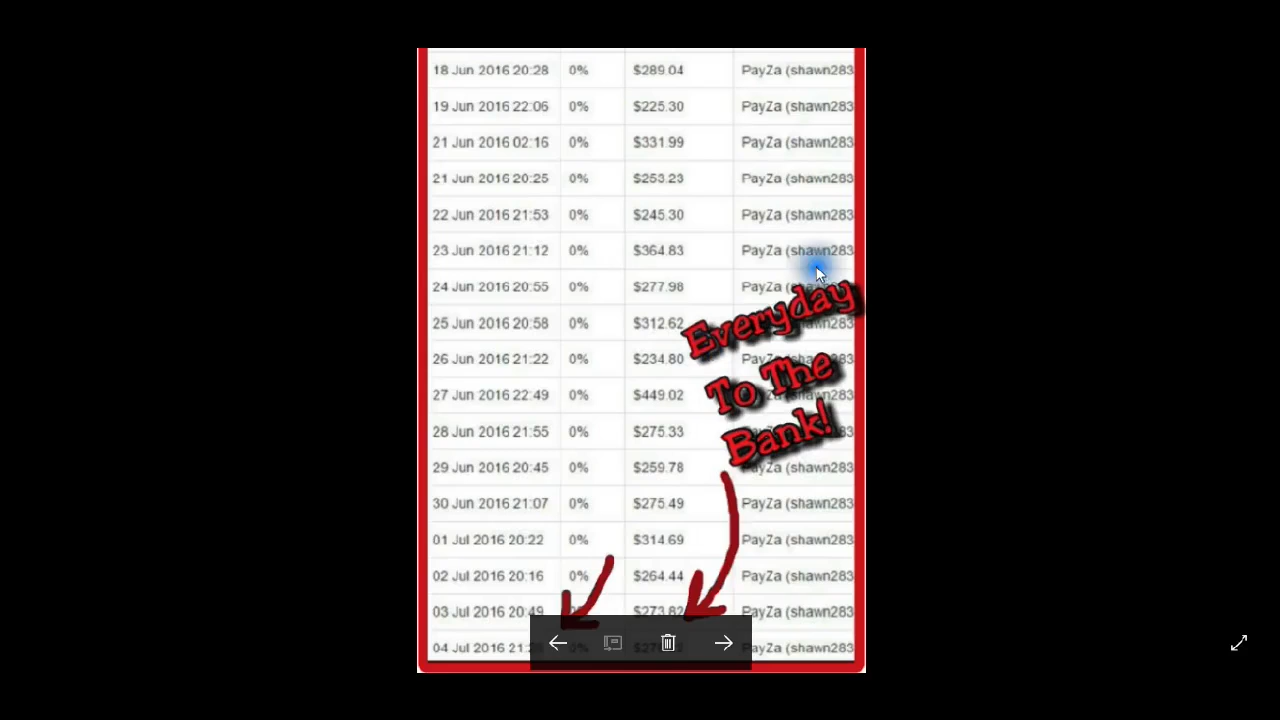 18 Jun 2016 20:28 0% $289.04 PayZa (shawn283
19 Jun 2016 22:06 0% $225.30 PayZa (shawn283
21 Jun 2016 02:16 0% $331.99 PayZa (shawn283
21 Jun 2016 20:25 0% $253.23 PayZa (shawn283
22 Jun 2016 21:53 0% $245.30 PayZa (shawn283
23 Jun 2016 21:12 0% $364.83 PayZa (shawn283
24 Jun 2016 20:55 0% $277.98 PayZa (shawn283
25 Jun 2016 20:58 0% $312.62
26 Jun 2016 21:22 0% $234.80
27 Jun 2016 22:49 0% $449.02
28 Jun 2016 21:55 0% $275.33
29 Jun 2016 20:45 0% $259.78 PayZa (shawn283
30 Jun 2016 21:07 0% $275.49 PayZa (shawn283
01 Jul 2016 20:22 0% $314.69 PayZa (shawn283
02 Jul 2016 20:16 0% $264.44 PayZa (shawn283
03 Jul 2016 20:49 $273.82 PayZa (shawn283
04 Jul 2016 PayZa (shawn283
Everyday
To The
Bank!